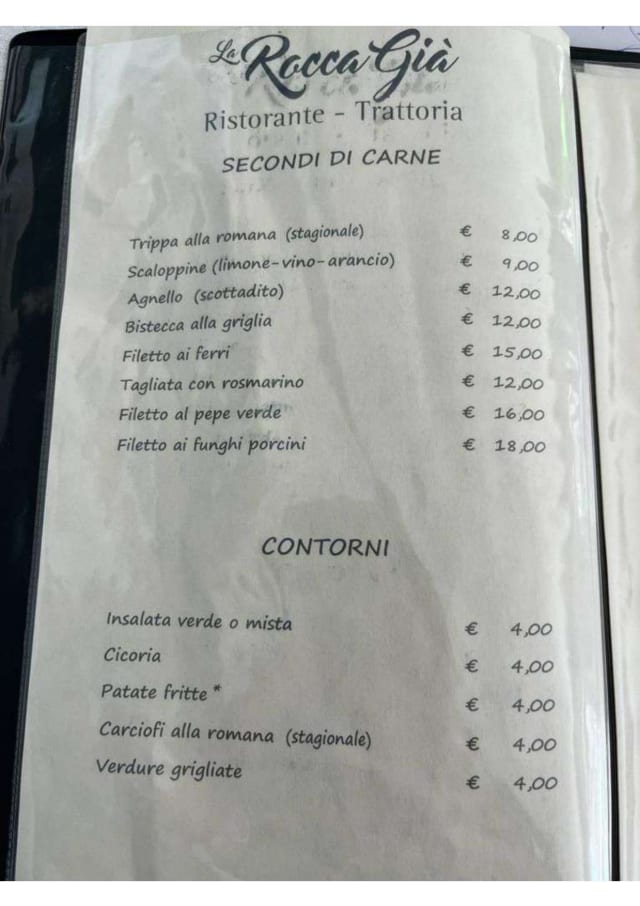 La Rocca Già
Ristorante - Trattoria
SECONDI DI CARNE
Trippa alla romana (stagionale) € 8,00
Scaloppine (limone-vino-arancio) € 9,00
Agnello (scottadito) € 12,00
Bistecca alla griglia € 12,00
Filetto ai ferri € 15,00
Tagliata con rosmarino € 12,00
Filetto al pepe verde € 16,00
Filetto ai funghi porcini € 18,00
CONTORNI
Insalata verde o mista € 4,00
Cicoria € 4,00
Patate fritte * € 4,00
Carciofi alla romana (stagionale) € 4,00
Verdure grigliate € 4,00